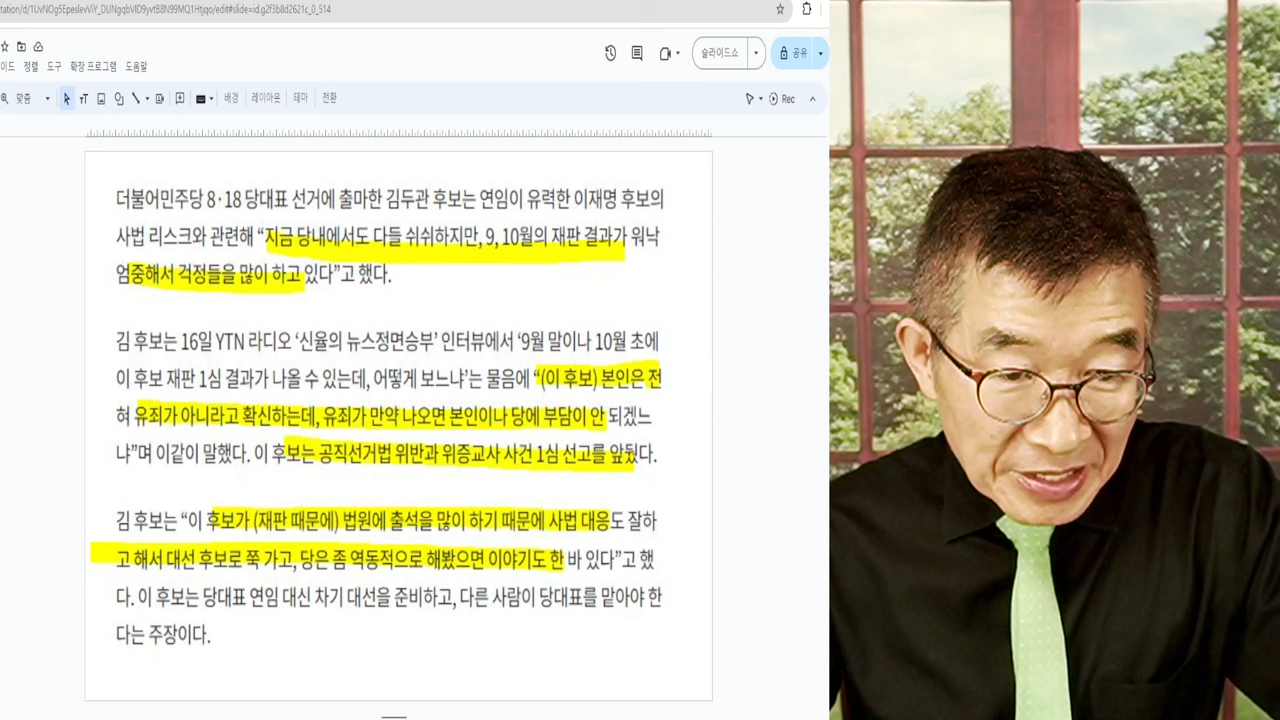 tation/d/1UvNOg5EpeslevViY_DUNgqbVID9yvtB8N99MQ1Htjqo/edit#slide=id.g2f3b8d2621c_0_514
이드 정렬 도구 확장 프로그램 도움말
슬라이드쇼
공유
맞춤 배경 레이아웃 테마 전환 Rec
더불어민주당 8·18 당대표 선거에 출마한 김두관 후보는 연임이 유력한 이재명 후보의
사법 리스크와 관련해 “지금 당내에서도 다들 쉬쉬하지만, 9, 10월의 재판 결과가 워낙
엄중해서 걱정들을 많이 하고 있다”고 했다.
김 후보는 16일 YTN 라디오 ‘신율의 뉴스정면승부’ 인터뷰에서 ‘9월 말이나 10월 초에
이 후보 재판 1심 결과가 나올 수 있는데, 어떻게 보느냐’는 물음에 “(이 후보) 본인은 전
혀 유죄가 아니라고 확신하는데, 유죄가 만약 나오면 본인이나 당에 부담이 안 되겠느
냐”며 이같이 말했다. 이 후보는 공직선거법 위반과 위증교사 사건 1심 선고를 앞뒀다.
김 후보는 “이 후보가 (재판 때문에) 법원에 출석을 많이 하기 때문에 사법 대응도 잘하
고 해서 대선 후보로 쭉 가고, 당은 좀 역동적으로 해봤으면 이야기도 한 바 있다”고 했
다. 이 후보는 당대표 연임 대신 차기 대선을 준비하고, 다른 사람이 당대표를 맡아야 한
다는 주장이다.